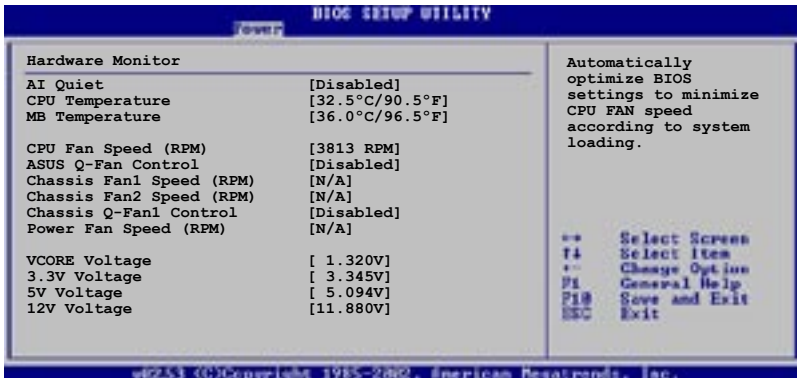 BIOS SETUP UTILITY
Power
Hardware Monitor
AI Quiet [Disabled]
CPU Temperature [32.5°C/90.5°F]
MB Temperature [36.0°C/96.5°F]
CPU Fan Speed (RPM) [3813 RPM]
ASUS Q-Fan Control [Disabled]
Chassis Fan1 Speed (RPM) [N/A]
Chassis Fan2 Speed (RPM) [N/A]
Chassis Q-Fan1 Control [Disabled]
Power Fan Speed (RPM) [N/A]
VCORE Voltage [ 1.320V]
3.3V Voltage [ 3.345V]
5V Voltage [ 5.094V]
12V Voltage [11.880V]
Automatically
optimize BIOS
settings to minimize
CPU FAN speed
according to system
loading.
Select Screen
Select Item
+- Change Option
F1 General Help
F10 Save and Exit
ESC Exit
v02.53 (C)Copyright 1985-2002, American Megatrends, Inc.